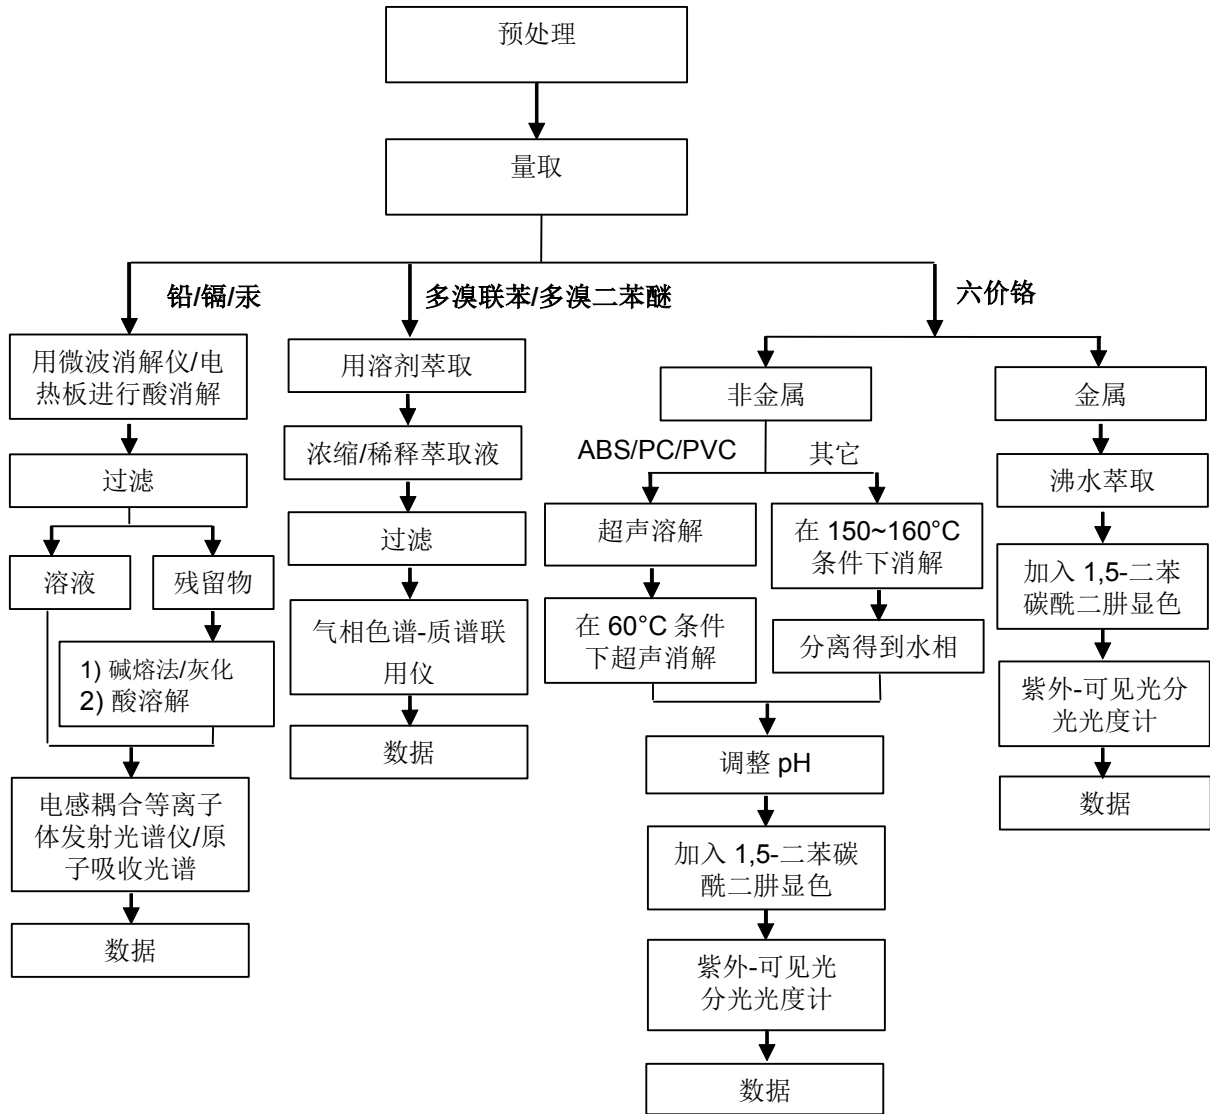 预处理
量取
铅/镉/汞
多溴联苯/多溴二苯醚
六价铬
用微波消解仪/电
热板进行酸消解
过滤
溶液
残留物
1) 碱熔法/灰化
2) 酸溶解
电感耦合等离子
体发射光谱仪/原
子吸收光谱
数据
用溶剂萃取
浓缩/稀释萃取液
过滤
气相色谱-质谱联
用仪
数据
非金属
ABS/PC/PVC
其它
超声溶解
在 60°C 条件
下超声消解
在 150~160°C
条件下消解
分离得到水相
调整 pH
加入 1,5-二苯碳
酰二肼显色
紫外-可见光
分光光度计
数据
金属
沸水萃取
加入 1,5-二苯
碳酰二肼显色
紫外-可见光分
光光度计
数据